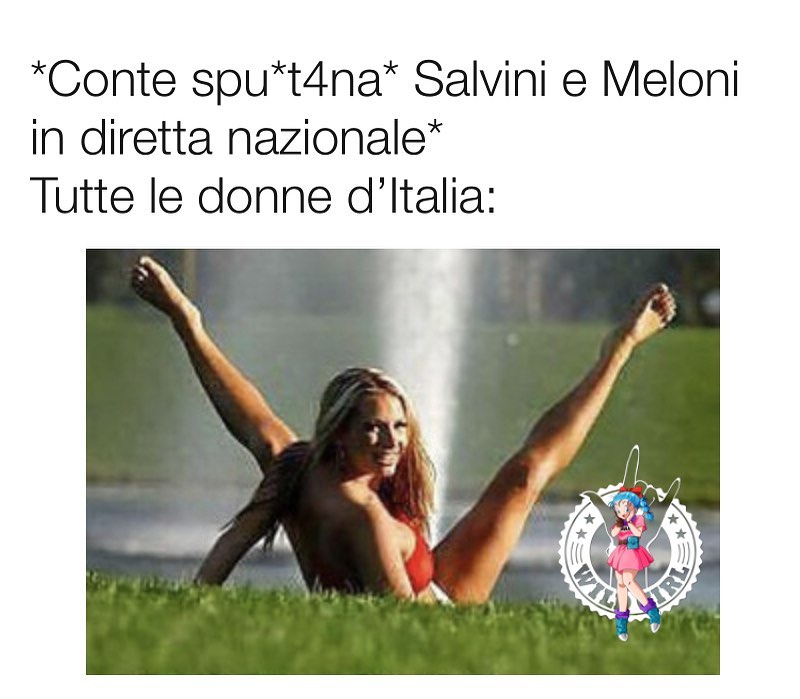 *Conte spu*t4na* Salvini e Meloni
in diretta nazionale*
Tutte le donne d’Italia: